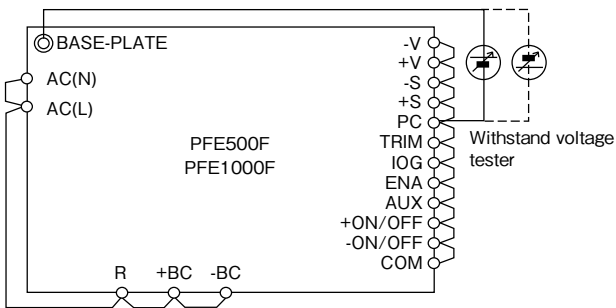 BASE-PLATE
AC(N)
AC(L)
PFE500F
PFE1000F
-V
+V
-S
+S
PC
TRIM
IOG
ENA
AUX
+ON/OFF
-ON/OFF
COM
R +BC -BC
Withstand voltage
tester